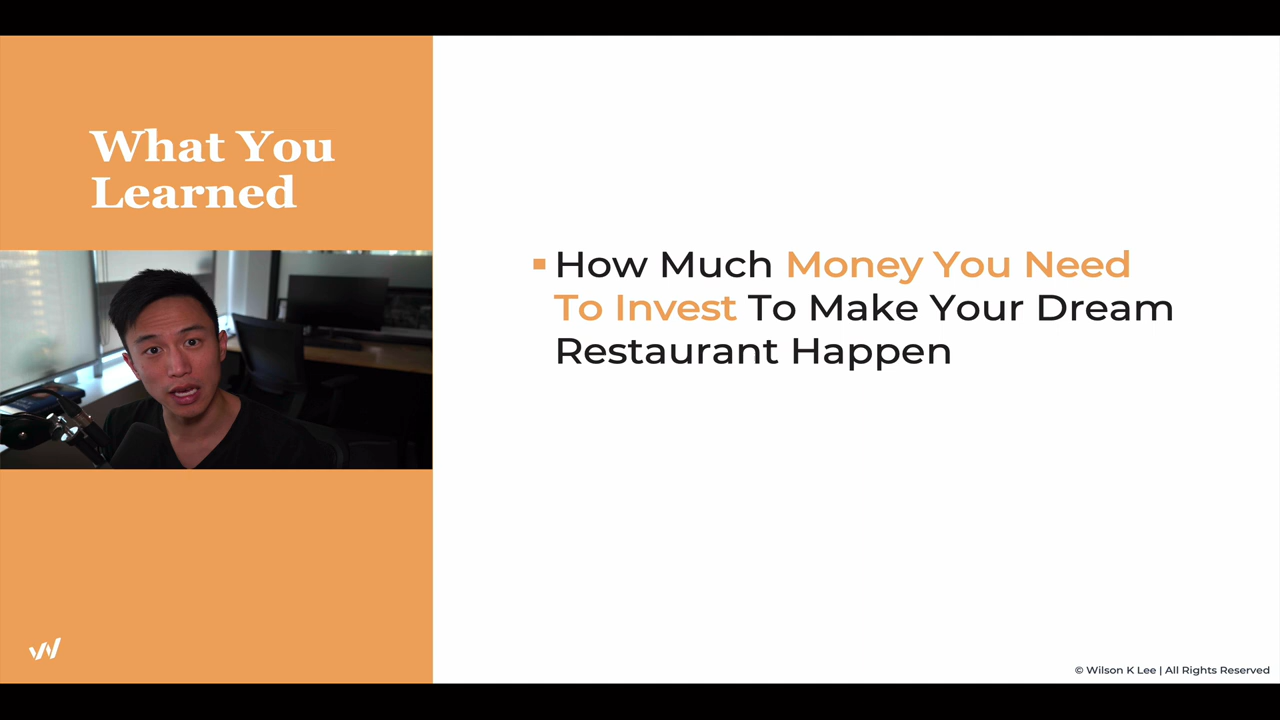 What You
Learned
How Much Money You Need
To Invest To Make Your Dream
Restaurant Happen
© Wilson K Lee | All Rights Reserved